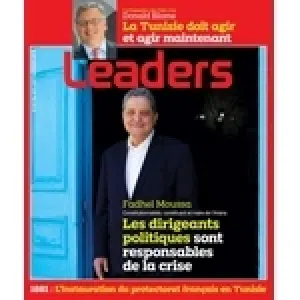 Donald Blome
La Tunisie doit agir
et agir maintenant
Leaders
Fadhel Moussa
Les dirigeants
politiques sont
responsables
de la crise
1881 : L'instauration du protectorat français en Tunisie